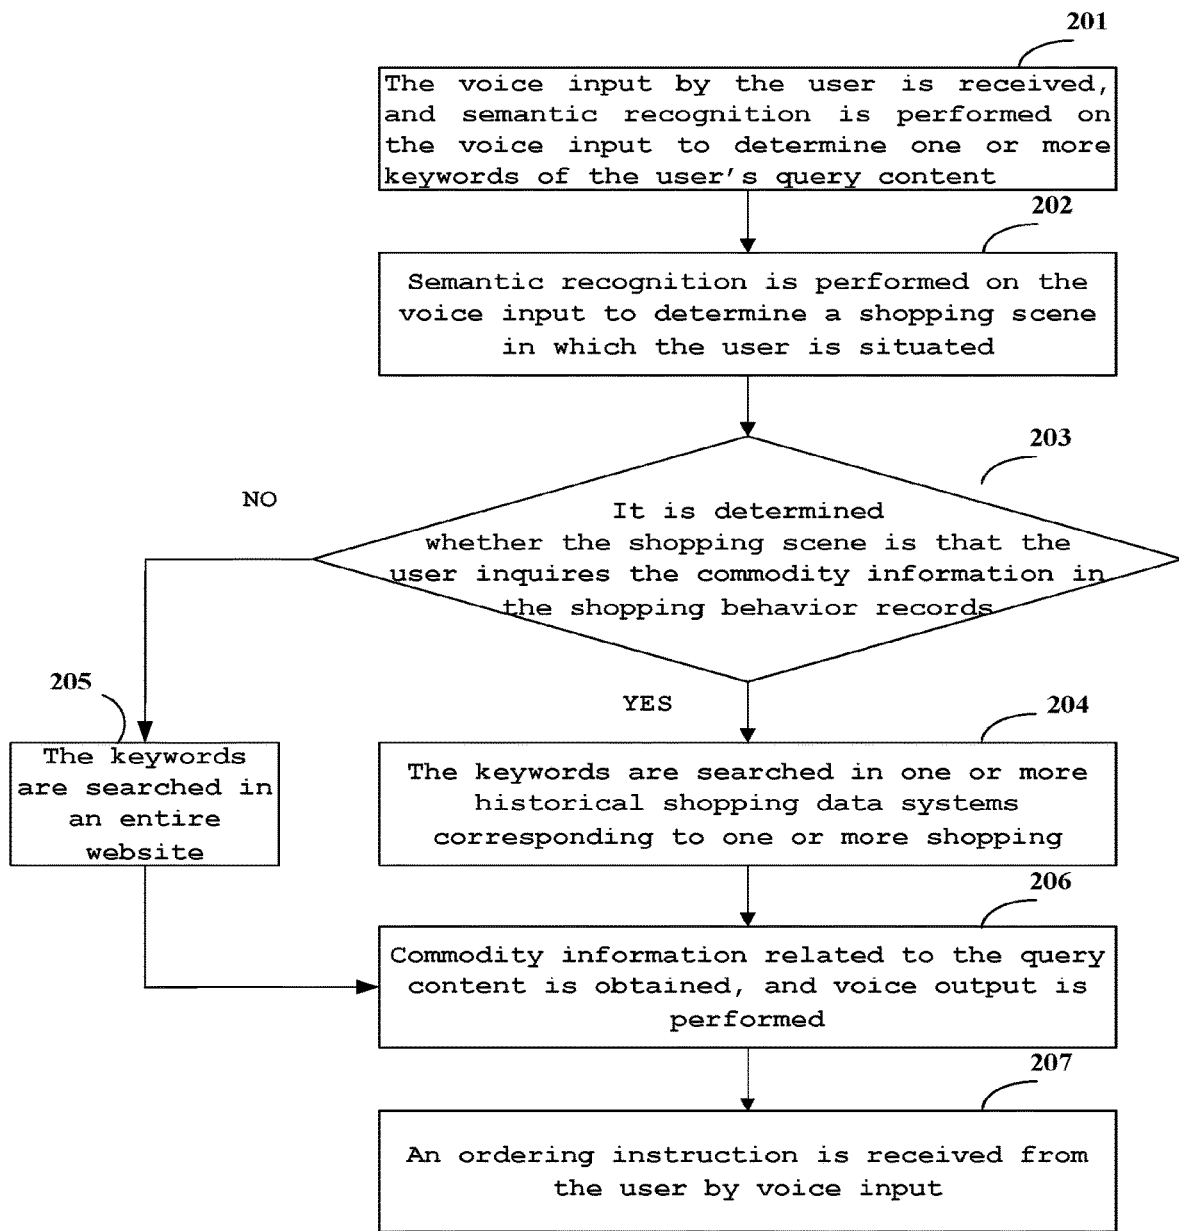 201
The voice input by the user is received,
and semantic recognition is performed on
the voice input to determine one or more
keywords of the user's query content
202
Semantic recognition is performed on the
voice input to determine a shopping scene
in which the user is situated
203
NO
It is determined
whether the shopping scene is that the
user inquires the commodity information in
the shopping behavior records
205
YES
204
The keywords
are searched in
an entire
website
The keywords are searched in one or more
historical shopping data systems
corresponding to one or more shopping
206
Commodity information related to the query
content is obtained, and voice output is
performed
207
An ordering instruction is received from
the user by voice input